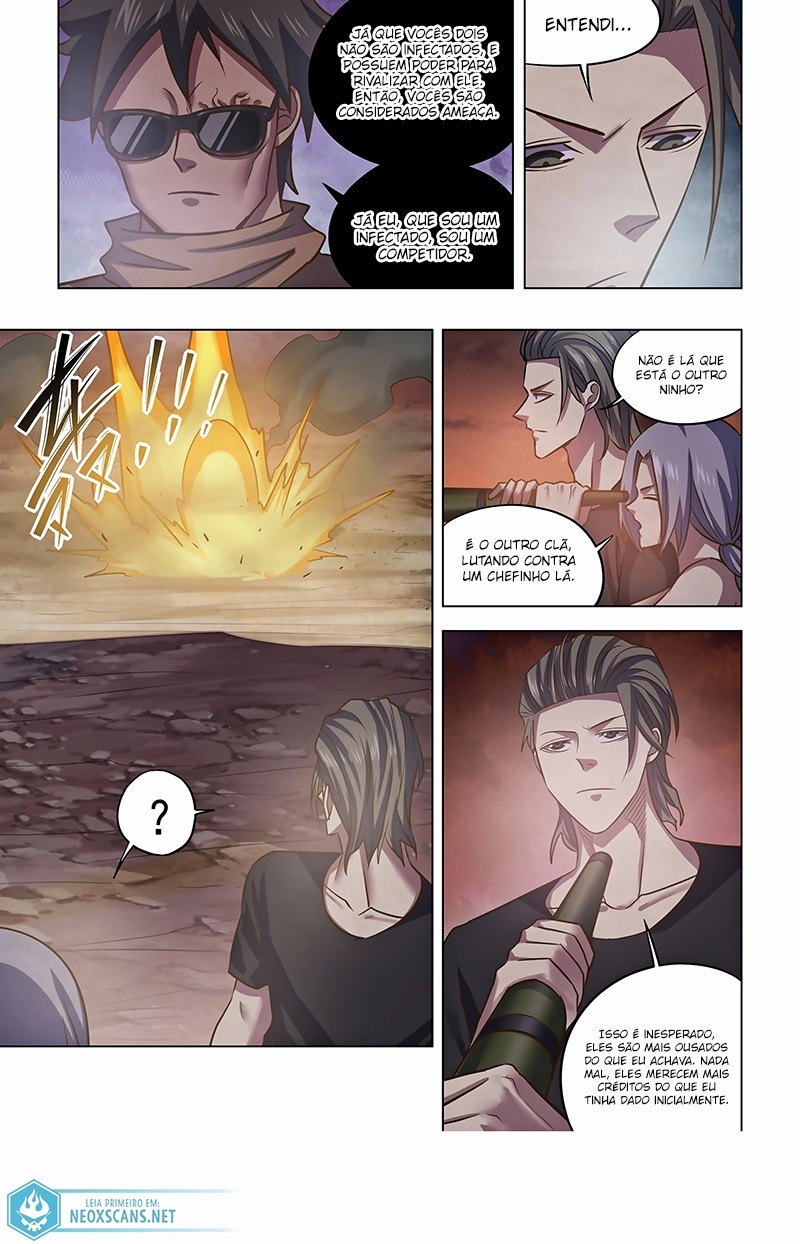 JÁ QUE VOCÊS DOIS
NÃO SÃO INFECTADOS, E
POSSUEM PODER PARA
RIVALIZAR COM ELE.
ENTÃO, VOCÊS SÃO
CONSIDERADOS AMEAÇA.
JÁ EU, QUE SOU UM
INFECTADO, SOU UM
COMPETIDOR.
ENTENDI...
?
NÃO É LÁ QUE
ESTÁ O OUTRO
NINHO?
É O OUTRO CLÃ,
LUTANDO CONTRA
UM CHEFINHO LÁ.
ISSO É INESPERADO,
ELES SÃO MAIS OUSADOS
DO QUE EU ACHAVA. NADA
MAL, ELES MERECEM MAIS
CRÉDITOS DO QUE EU
TINHA DADO INICIALMENTE.
LEIA PRIMEIRO EM:
NEOXSCANS.NET